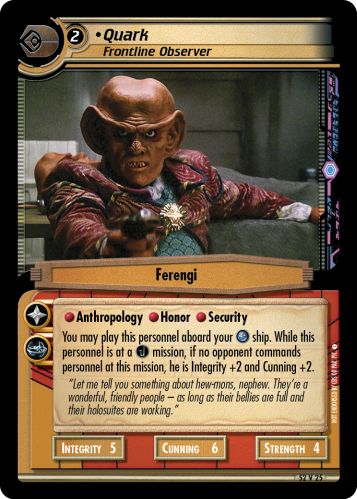 2 •Quark
Frontline Observer
Ferengi
Anthropology Honor Security
You may play this personnel aboard your ship. While this
personnel is at a mission, if no opponent commands
personnel at this mission, he is Integrity +2 and Cunning +2.
"Let me tell you something about hew-mons, nephew. They're a
wonderful, friendly people – as long as their bellies are full and
their holosuites are working."
INTEGRITY 5 CUNNING 6 STRENGTH 4
52 V 25